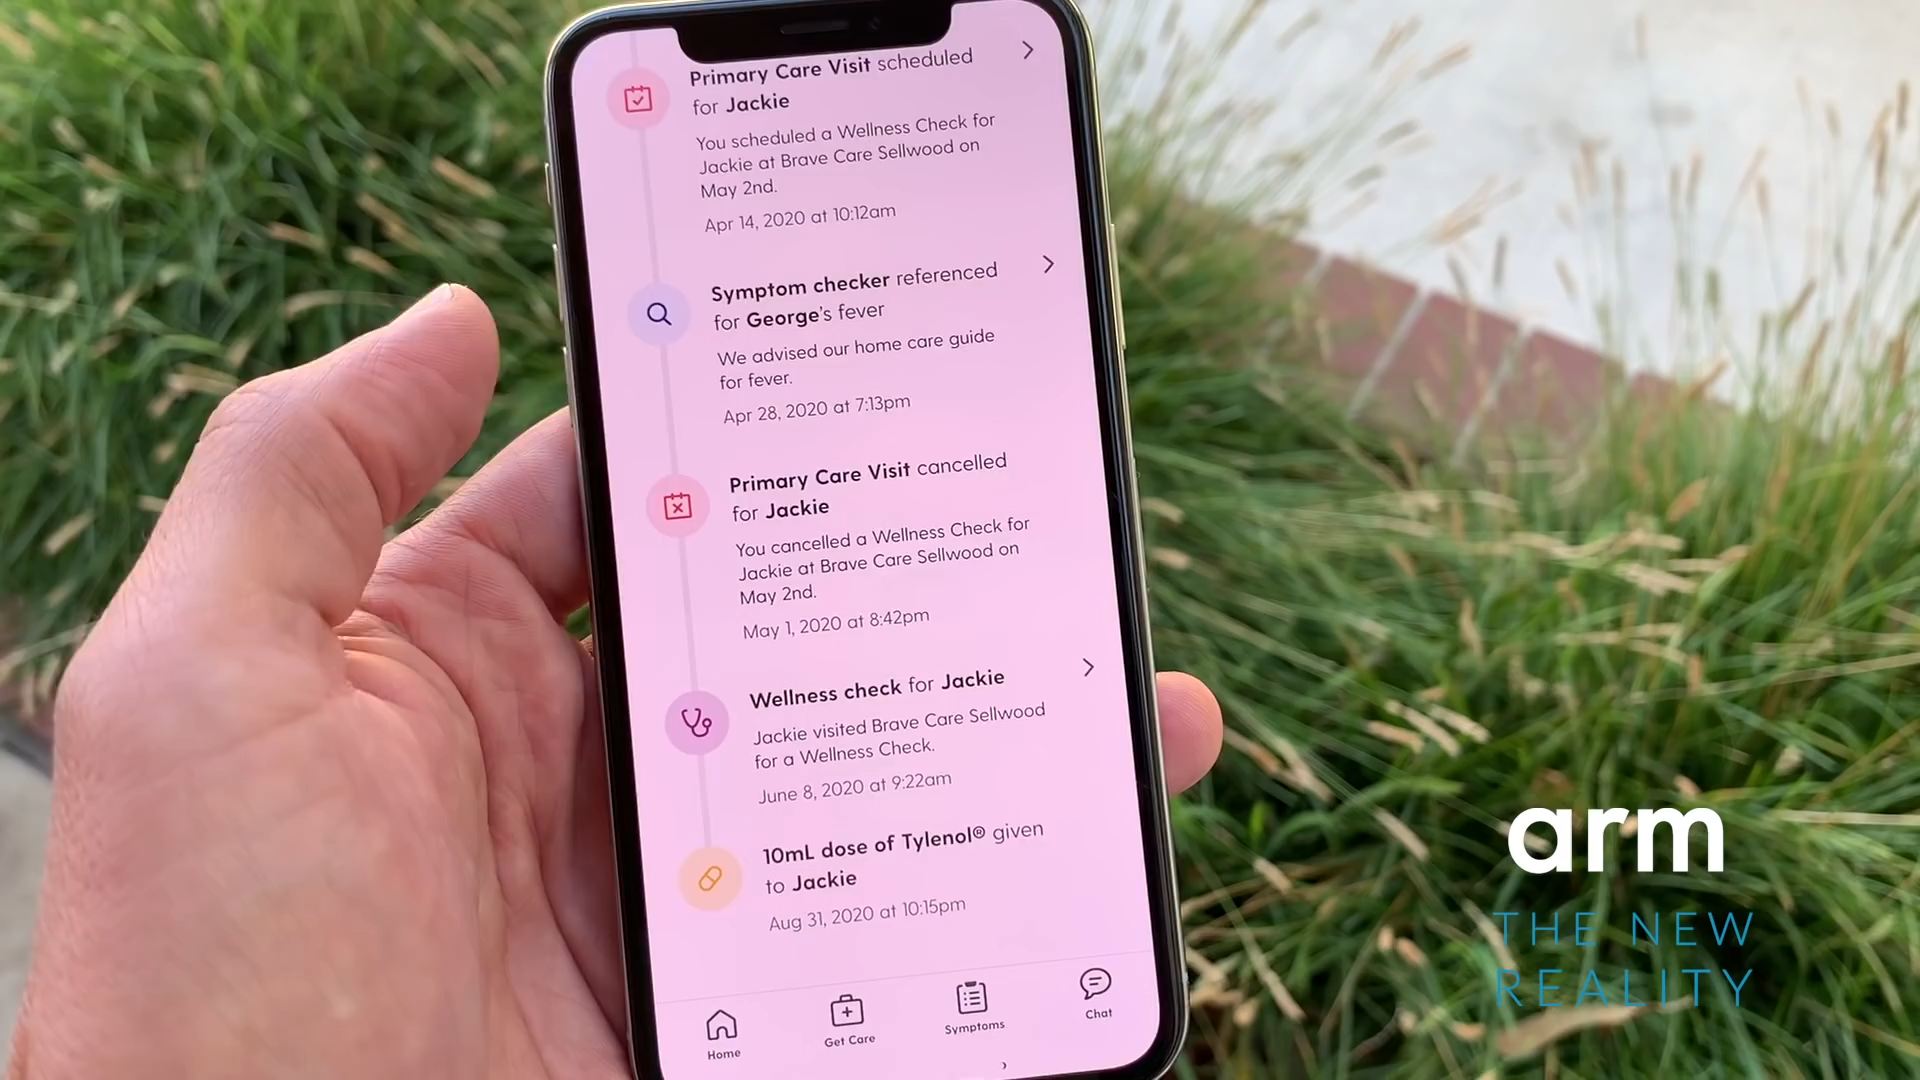 Primary Care Visit scheduled
for Jackie
You scheduled a Wellness Check for
Jackie at Brave Care Sellwood on
May 2nd.
Apr 14, 2020 at 10:12am
Symptom checker referenced
for George's fever
We advised our home care guide
for fever.
Apr 28, 2020 at 7:13pm
Primary Care Visit cancelled
for Jackie
You cancelled a Wellness Check for
Jackie at Brave Care Sellwood on
May 2nd.
May 1, 2020 at 8:42pm
Wellness check for Jackie
Jackie visited Brave Care Sellwood
for a Wellness Check.
June 8, 2020 at 9:22am
10mL dose of Tylenol® given
to Jackie
Aug 31, 2020 at 10:15pm
Home
Get Care
Symptoms
Chat
arm
THE NEW
REALITY